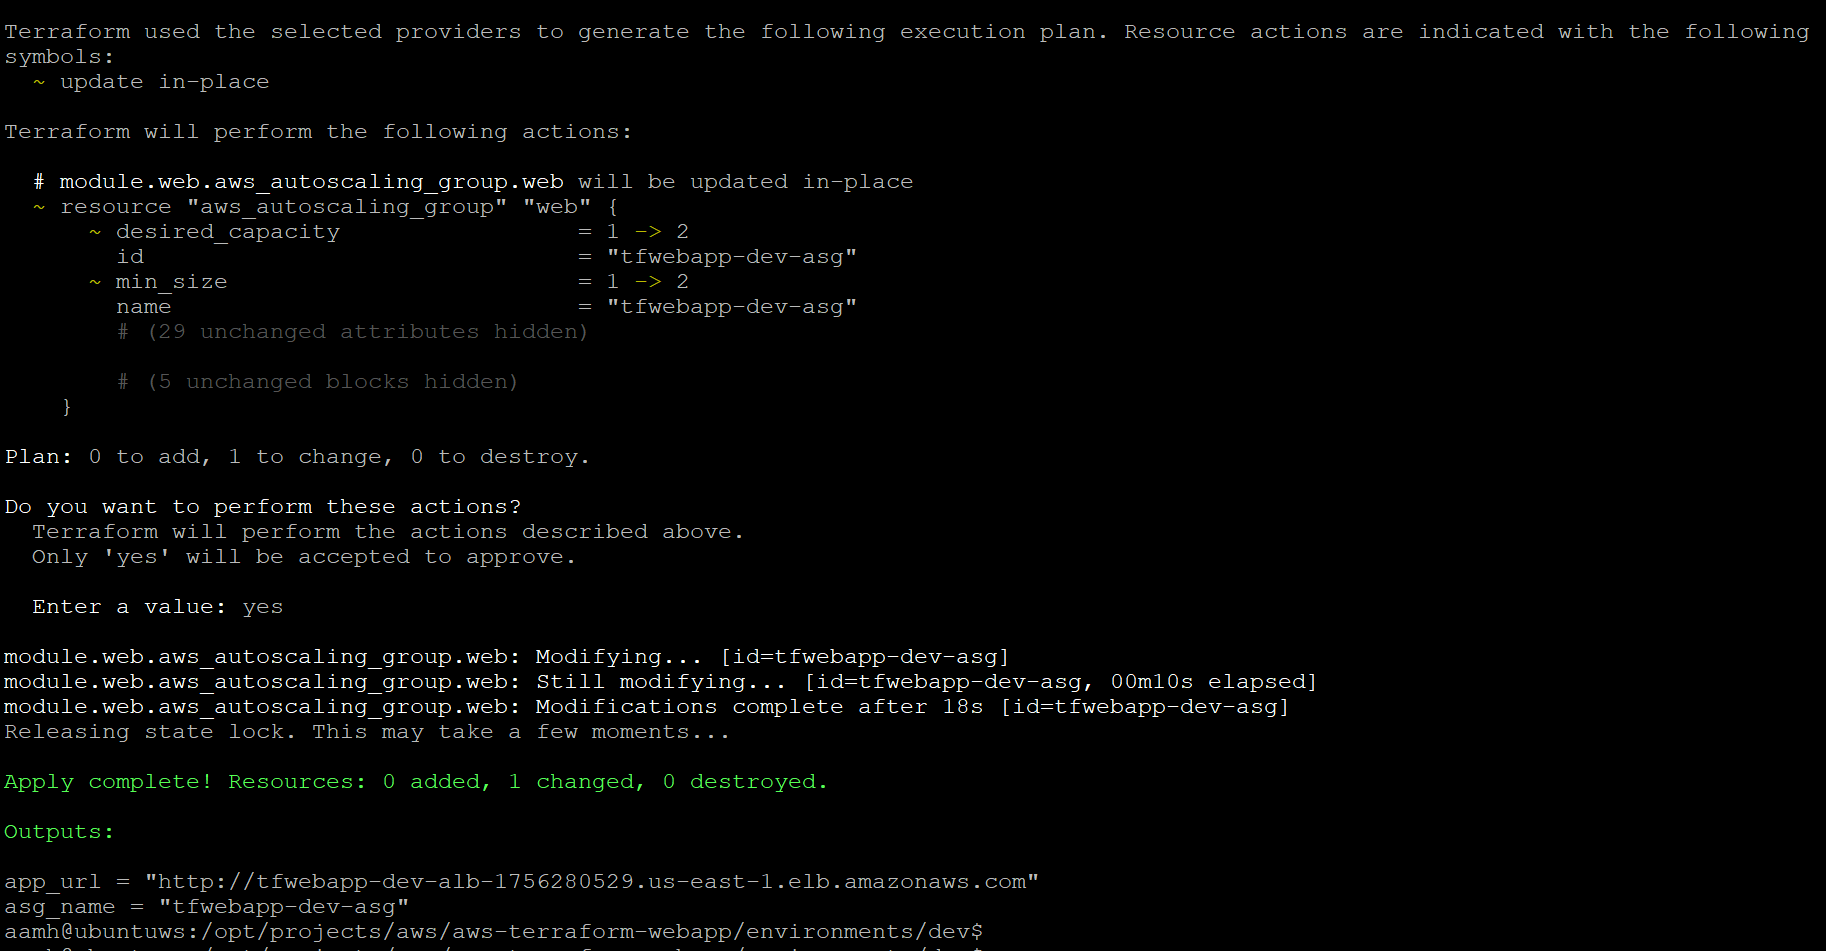 Terraform used the selected providers to generate the following execution plan. Resource actions are indicated with the following
symbols:
  ~ update in-place

Terraform will perform the following actions:

  # module.web.aws_autoscaling_group.web will be updated in-place
  ~ resource "aws_autoscaling_group" "web" {
      ~ desired_capacity                 = 1 -> 2
        id                               = "tfwebapp-dev-asg"
      ~ min_size                         = 1 -> 2
        name                             = "tfwebapp-dev-asg"
        # (29 unchanged attributes hidden)

        # (5 unchanged blocks hidden)
    }

Plan: 0 to add, 1 to change, 0 to destroy.

Do you want to perform these actions?
  Terraform will perform the actions described above.
  Only 'yes' will be accepted to approve.

  Enter a value: yes

module.web.aws_autoscaling_group.web: Modifying... [id=tfwebapp-dev-asg]
module.web.aws_autoscaling_group.web: Still modifying... [id=tfwebapp-dev-asg, 00m10s elapsed]
module.web.aws_autoscaling_group.web: Modifications complete after 18s [id=tfwebapp-dev-asg]
Releasing state lock. This may take a few moments...

Apply complete! Resources: 0 added, 1 changed, 0 destroyed.

Outputs:

app_url = "http://tfwebapp-dev-alb-1756280529.us-east-1.elb.amazonaws.com"
asg_name = "tfwebapp-dev-asg"
aamh@ubuntuws:/opt/projects/aws/aws-terraform-webapp/environments/dev$